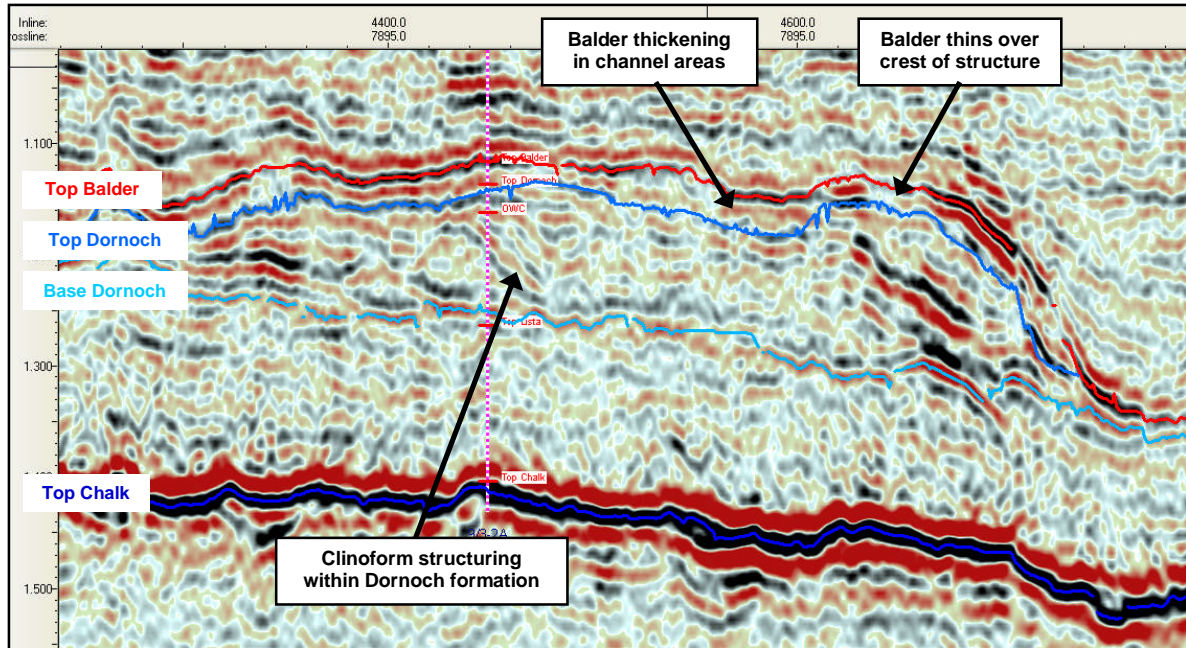 Inline:
4400.0
4600.0
rossline:
7895.0
7895.0
Balder thickening
in channel areas
Balder thins over
crest of structure
1.100
Top Balder
Top Balder
Top Dornoch
OWC
Top Dornoch
Base Dornoch
Top Lista
1.300
Top Chalk
Top Chalk
Clinoform structuring
within Dornoch formation
1.500